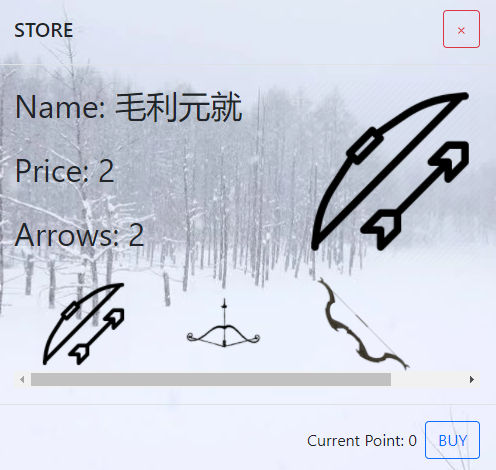 STORE
×
Name: 毛利元就
Price: 2
Arrows: 2
Current Point: 0 BUY